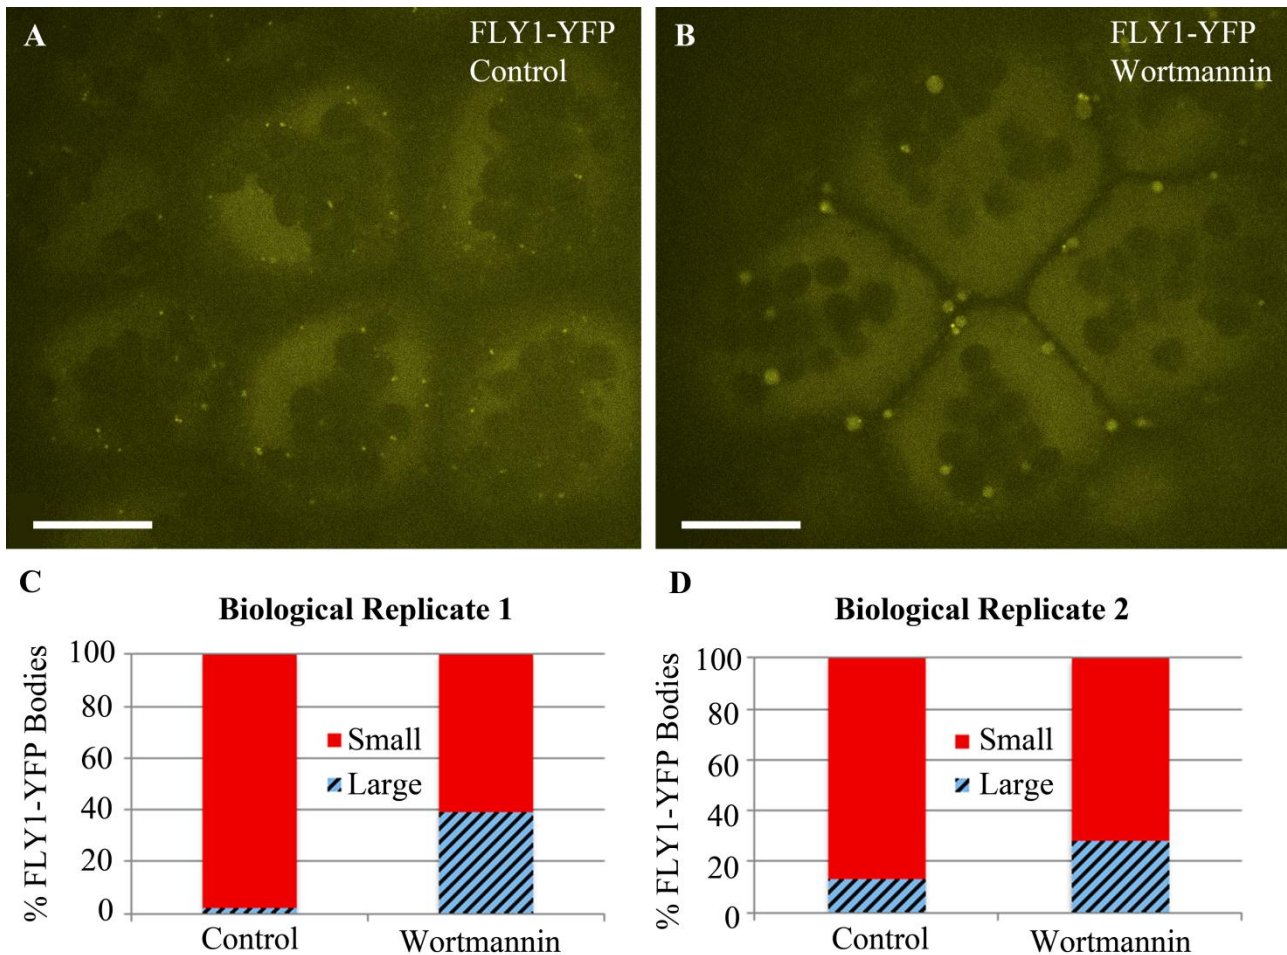 A
FLY1-YFP
Control
B
FLY1-YFP
Wortmannin
C
Biological Replicate 1
% FLY1-YFP Bodies
100
80
60
40
20
0
Small
Large
Control
Wortmannin
D
Biological Replicate 2
% FLY1-YFP Bodies
100
80
60
40
20
0
Small
Large
Control
Wortmannin